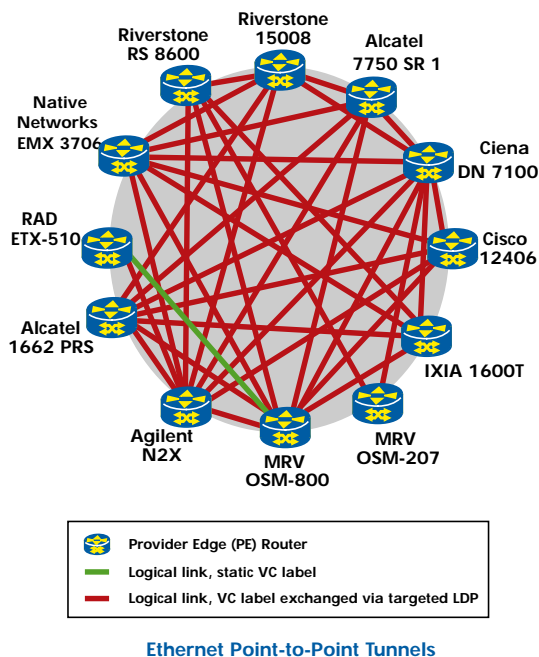 Riverstone
15008
Riverstone
RS 8600
Alcatel
7750 SR 1
Native
Networks
EMX 3706
Ciena
DN 7100
RAD
ETX-510
Cisco
12406
Alcatel
1662 PRS
IXIA 1600T
Agilent
N2X
MRV
OSM-800
MRV
OSM-207
Provider Edge (PE) Router
Logical link, static VC label
Logical link, VC label exchanged via targeted LDP
Ethernet Point-to-Point Tunnels